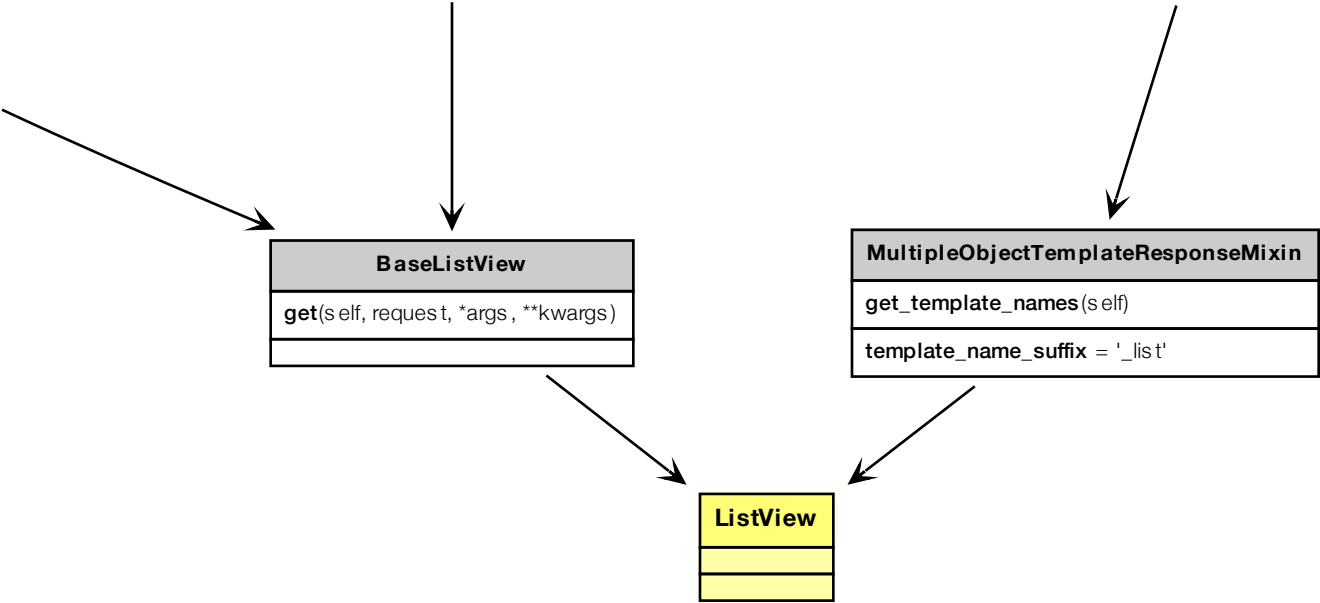 BaseListView
get(self, request, *args, **kwargs)
MultipleObjectTemplateResponseMixin
get_template_names(self)
template_name_suffix = '_list'
ListView